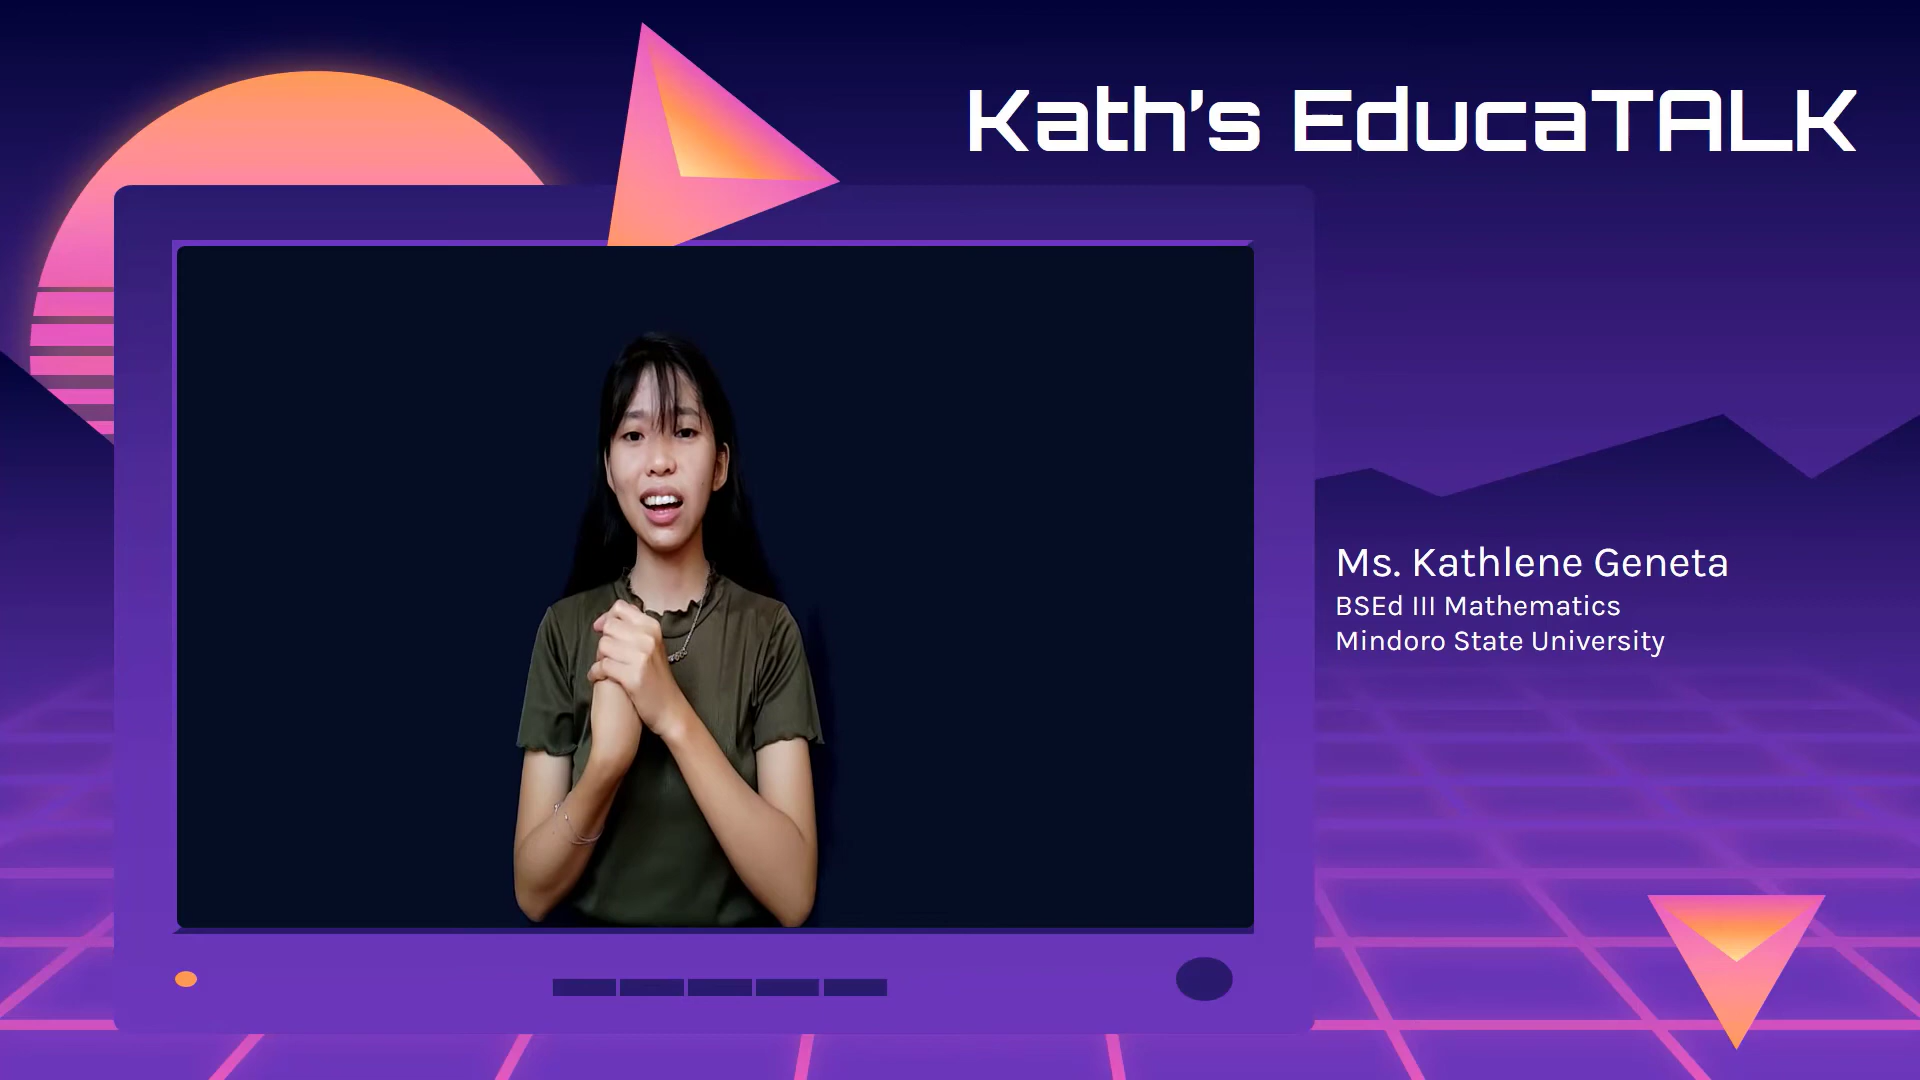 Kath's EducaTALK
Ms. Kathlene Geneta
BSEd III Mathematics
Mindoro State University